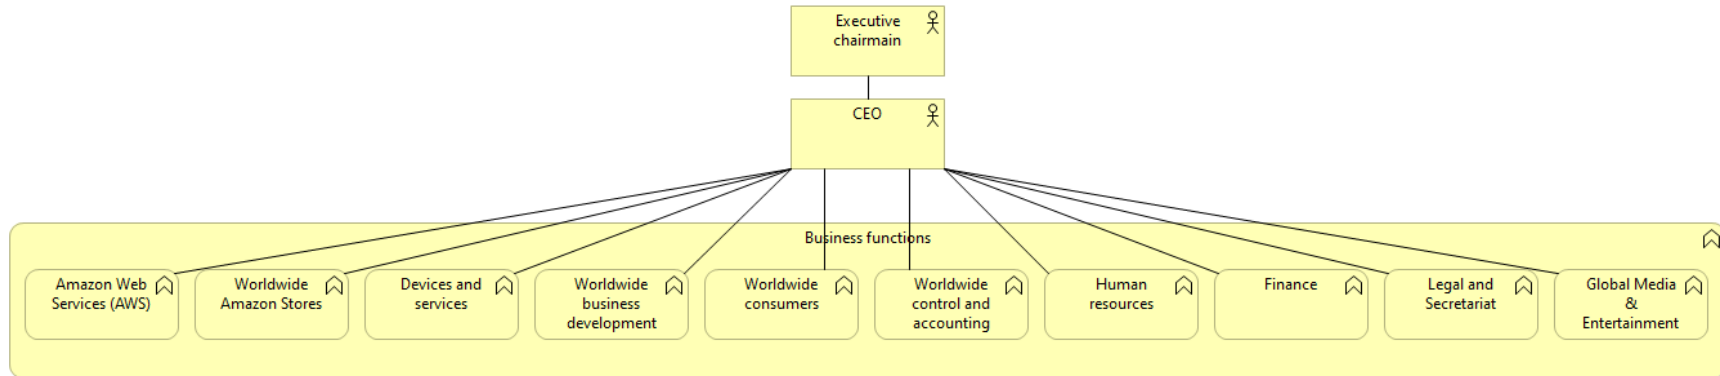 Executive
chairmain
CEO
Business functions
Amazon Web
Services (AWS)
Worldwide
Amazon Stores
Devices and
services
Worldwide
business
development
Worldwide
consumers
Worldwide
control and
accounting
Human
resources
Finance
Legal and
Secretariat
Global Media
&
Entertainment